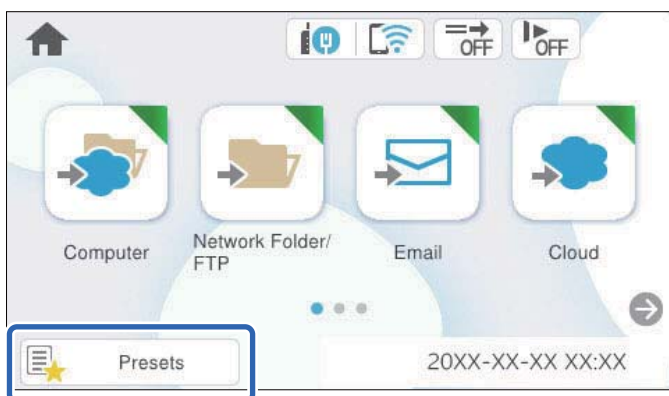 OFF OFF
Computer Network Folder/ Email Cloud
FTP
Presets 20XX-XX-XX XX:XX